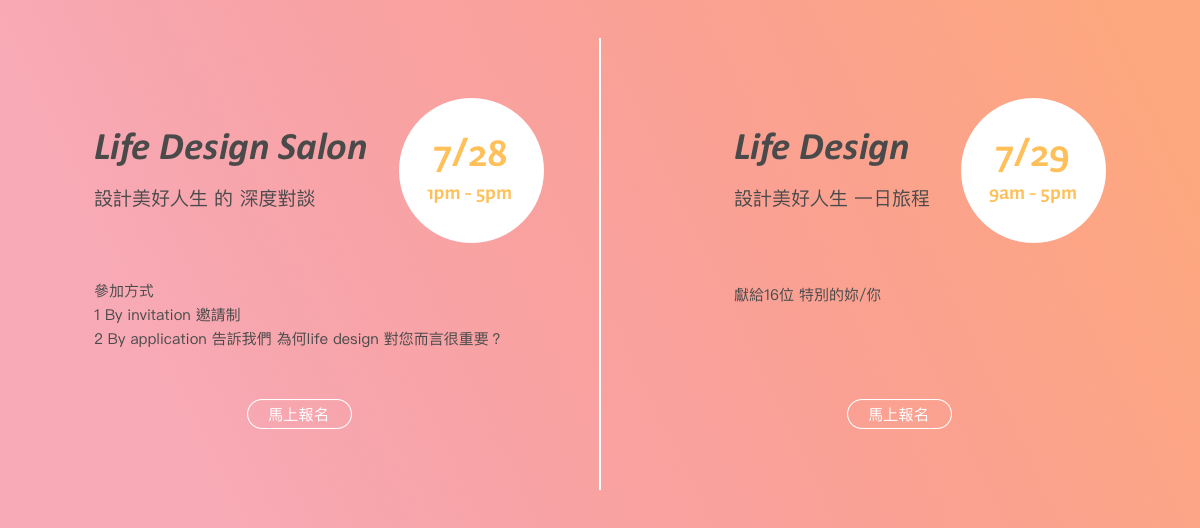 Life Design Salon
設計美好人生 的 深度對談
7/28
1pm - 5pm
參加方式
1 By invitation 邀請制
2 By application 告訴我們 為何life design 對您而言很重要？
馬上報名
Life Design
設計美好人生 一日旅程
7/29
9am - 5pm
獻給16位 特別的妳/你
馬上報名